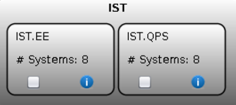 IST
IST.EE
# Systems: 8
IST.QPS
# Systems: 8